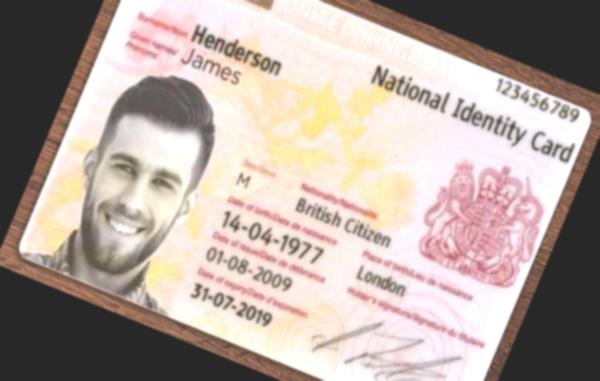 UNITED KINGDOM
National Identity Card
123456789
Surname/Nom
Henderson
Given names/
Prénoms
James
Sex/Sexe
M
Nationality/Nationalité
British Citizen
Date of birth/Date de naissance
14-04-1977
Place of birth/Lieu de naissance
London
Date of issue/Date de délivrance
01-08-2009
Date of expiry/Date d'expiration
31-07-2019
Holder's signature/Signature du titulaire